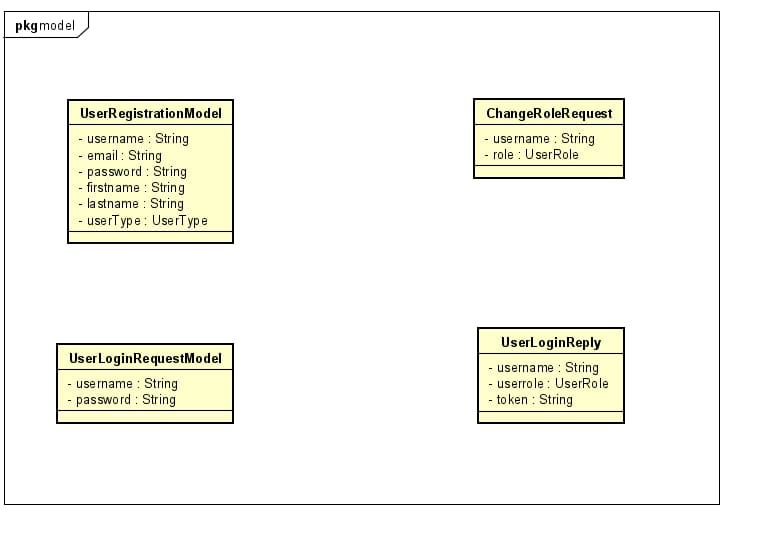 pkg model
UserRegistrationModel
- username : String
- email : String
- password : String
- firstname : String
- lastname : String
- userType : UserType
ChangeRoleRequest
- username : String
- role : UserRole
UserLoginRequestModel
- username : String
- password : String
UserLoginReply
- username : String
- userrole : UserRole
- token : String